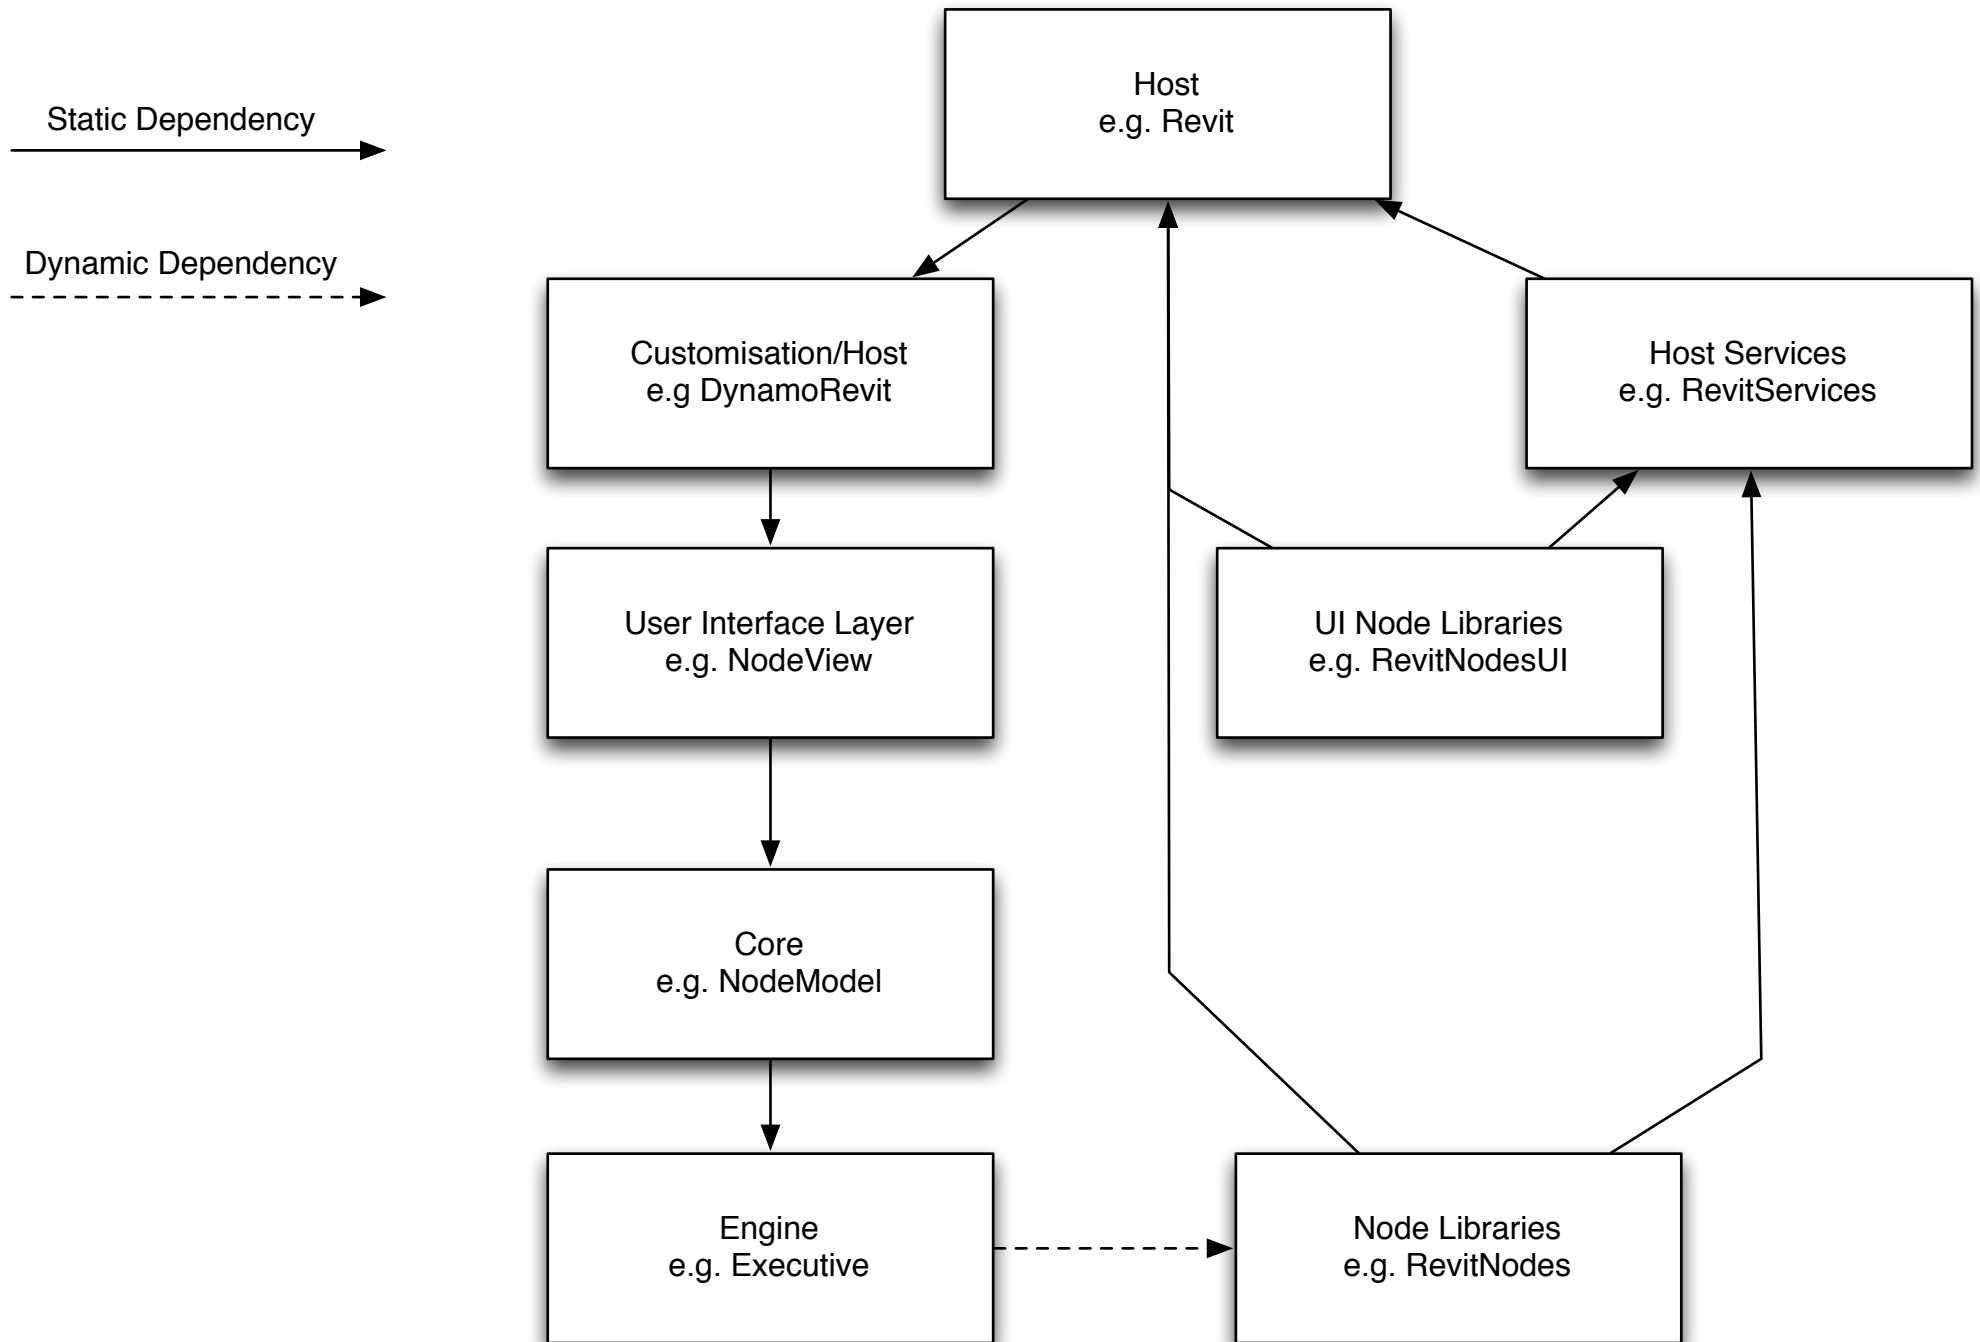 Host
e.g. Revit
Static Dependency
Dynamic Dependency
Customisation/Host
e.g DynamoRevit
Host Services
e.g. RevitServices
User Interface Layer
e.g. NodeView
UI Node Libraries
e.g. RevitNodesUI
Core
e.g. NodeModel
Engine
e.g. Executive
Node Libraries
e.g. RevitNodes